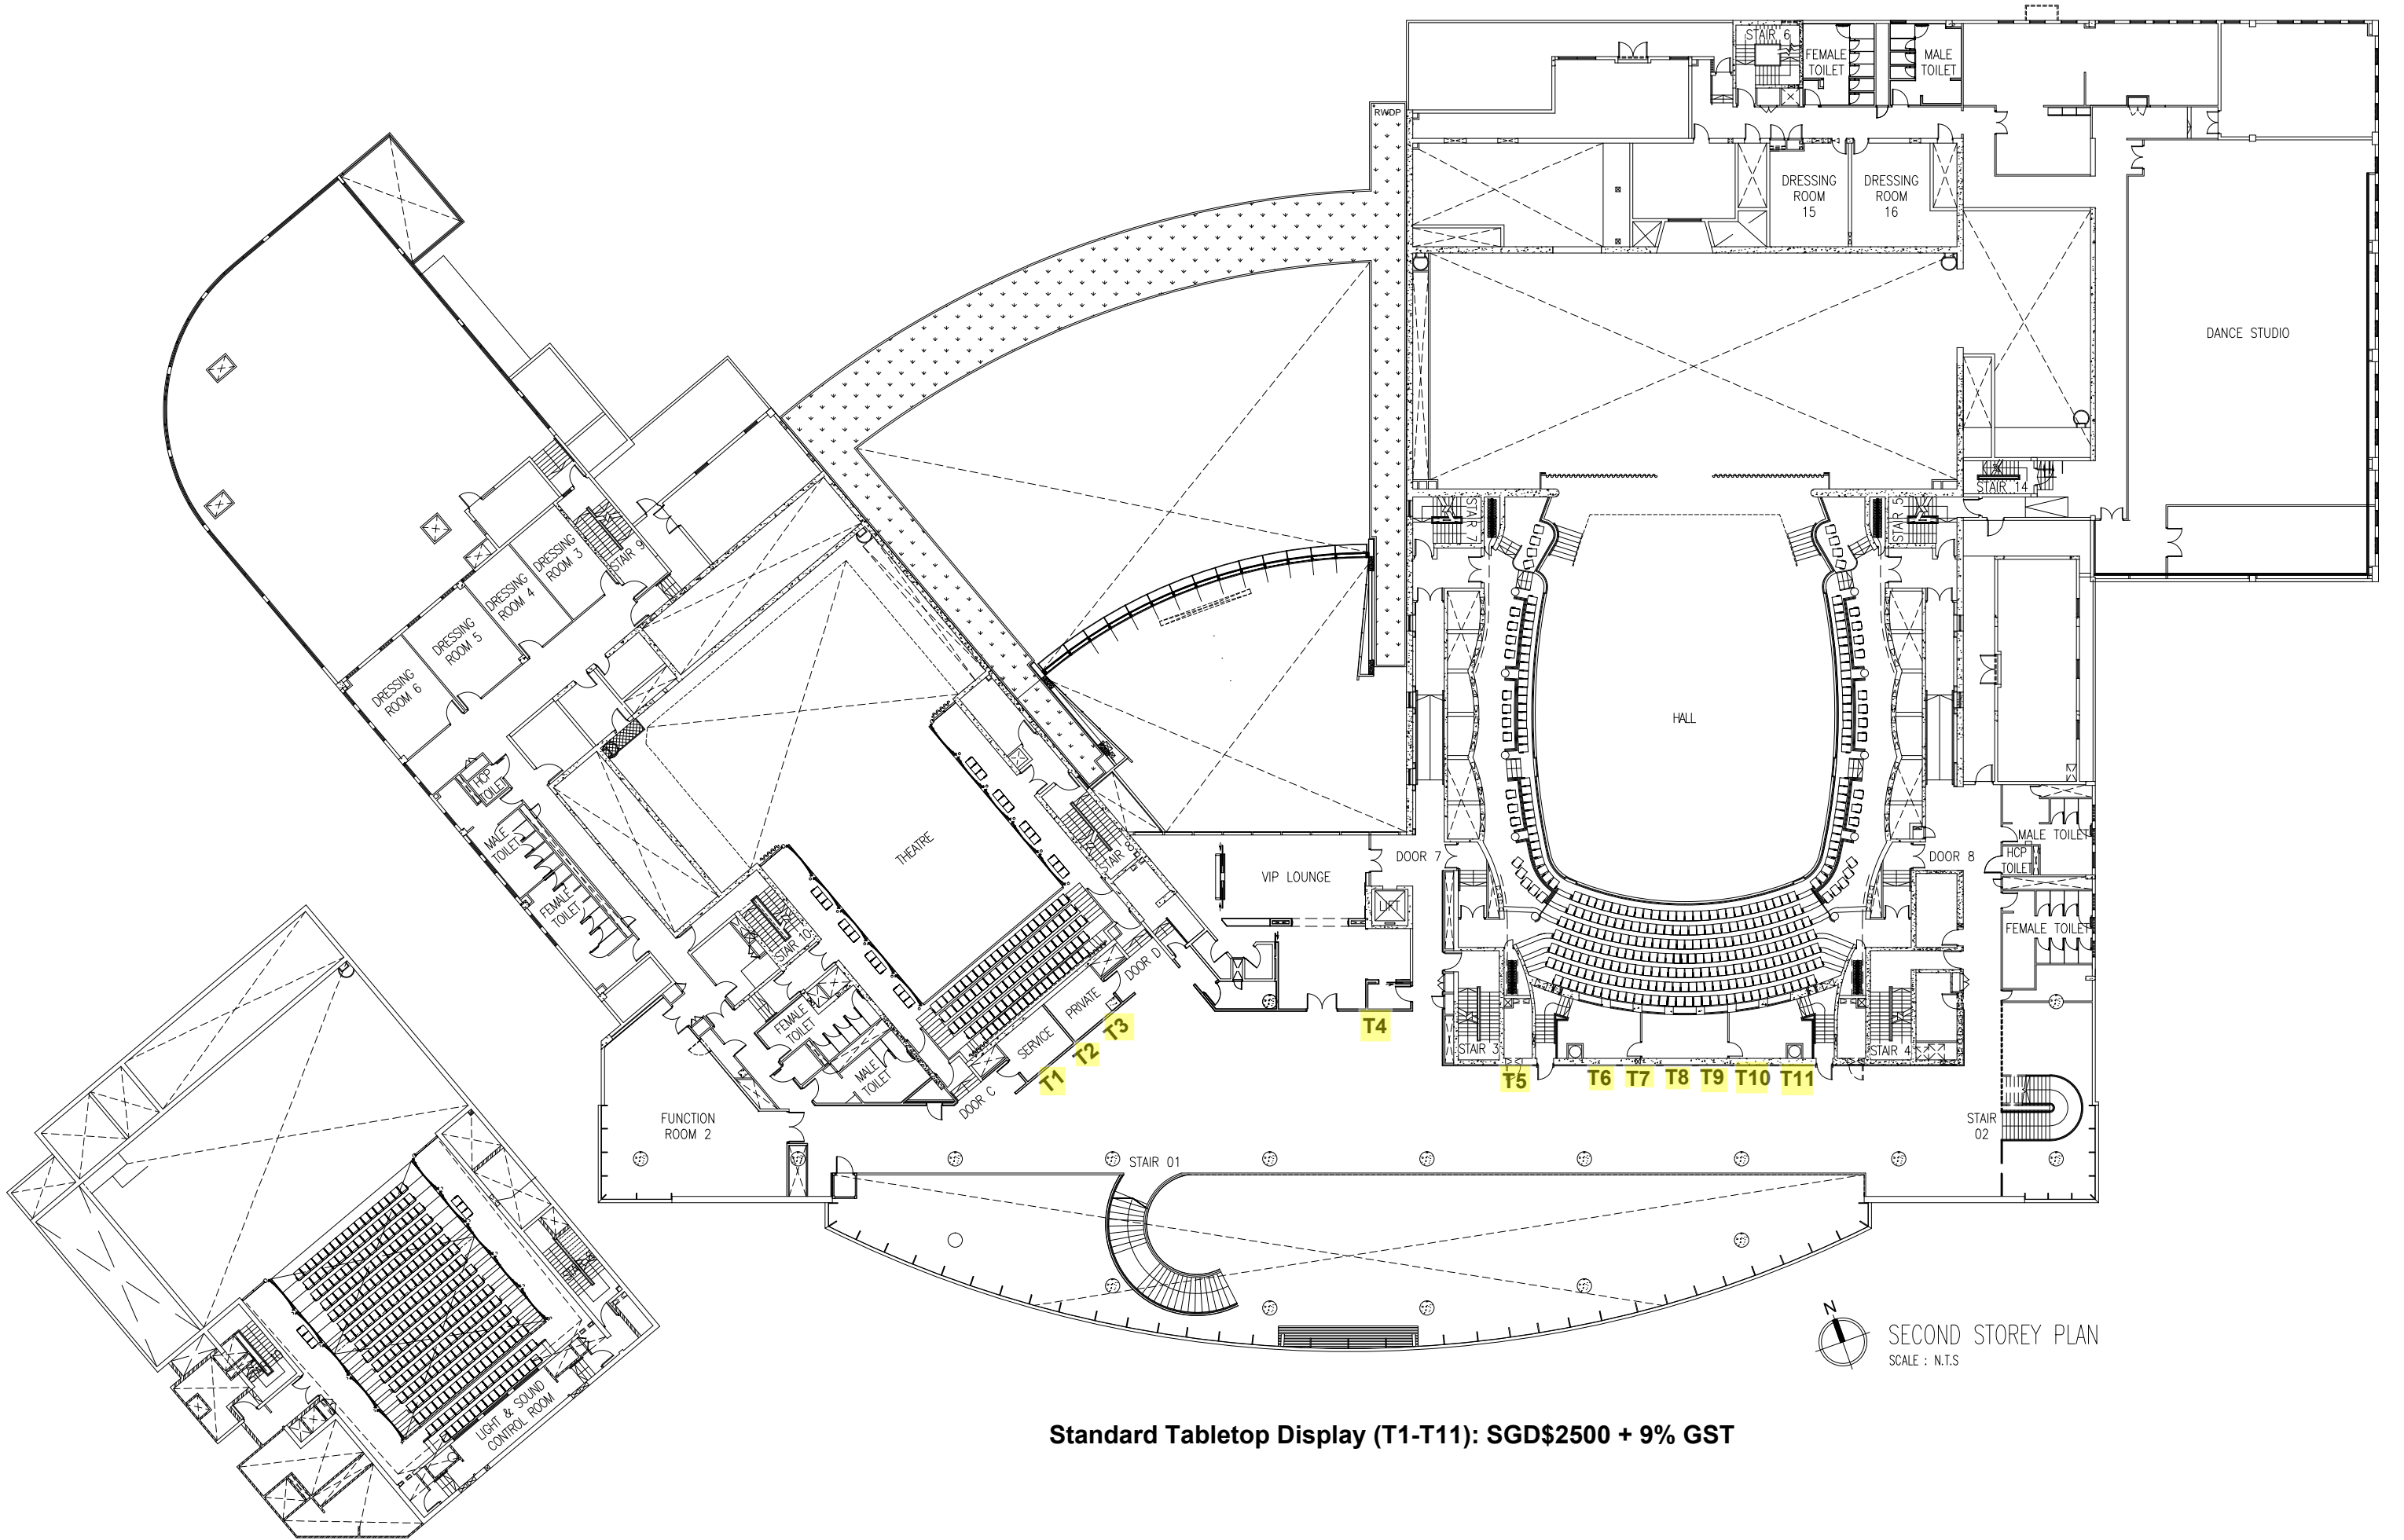 STAIR 6
FEMALE
TOILET
MALE
TOILET
RWDP
DRESSING
ROOM
15
DRESSING
ROOM
16
DANCE STUDIO
STAIR 14
STAIR 7
STAIR 5
DRESSING
ROOM 3
STAIR 9
DRESSING
ROOM 4
DRESSING
ROOM 5
DRESSING
ROOM 6
HALL
HCP
TOILET
MALE
TOILET
FEMALE
TOILET
THEATRE
STAIR 8
VIP LOUNGE
DOOR 7
DOOR 8
MALE TOILET
HCP
TOILET
LIFT
FEMALE TOILET
STAIR 10
DOOR D
PRIVATE
SERVICE
FEMALE
TOILET
MALE
TOILET
DOOR C
T1
T2
T3
T4
STAIR 3
STAIR 4
T5
T6
T7
T8
T9
T10
T11
FUNCTION
ROOM 2
STAIR
02
STAIR 01
N
SECOND STOREY PLAN
SCALE : N.T.S
LIGHT & SOUND
CONTROL ROOM
Standard Tabletop Display (T1-T11): SGD$2500 + 9% GST